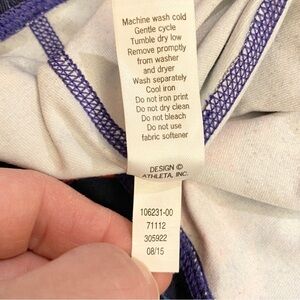 Machine wash cold
Gentle cycle
Tumble dry low
Remove promptly
from washer
and dryer
Wash separately
Cool iron
Do not iron print
Do not dry clean
Do not bleach
Do not use
fabric softener
DESIGN ©
ATHLETA, INC.
106231-00
71112
305922
08/15